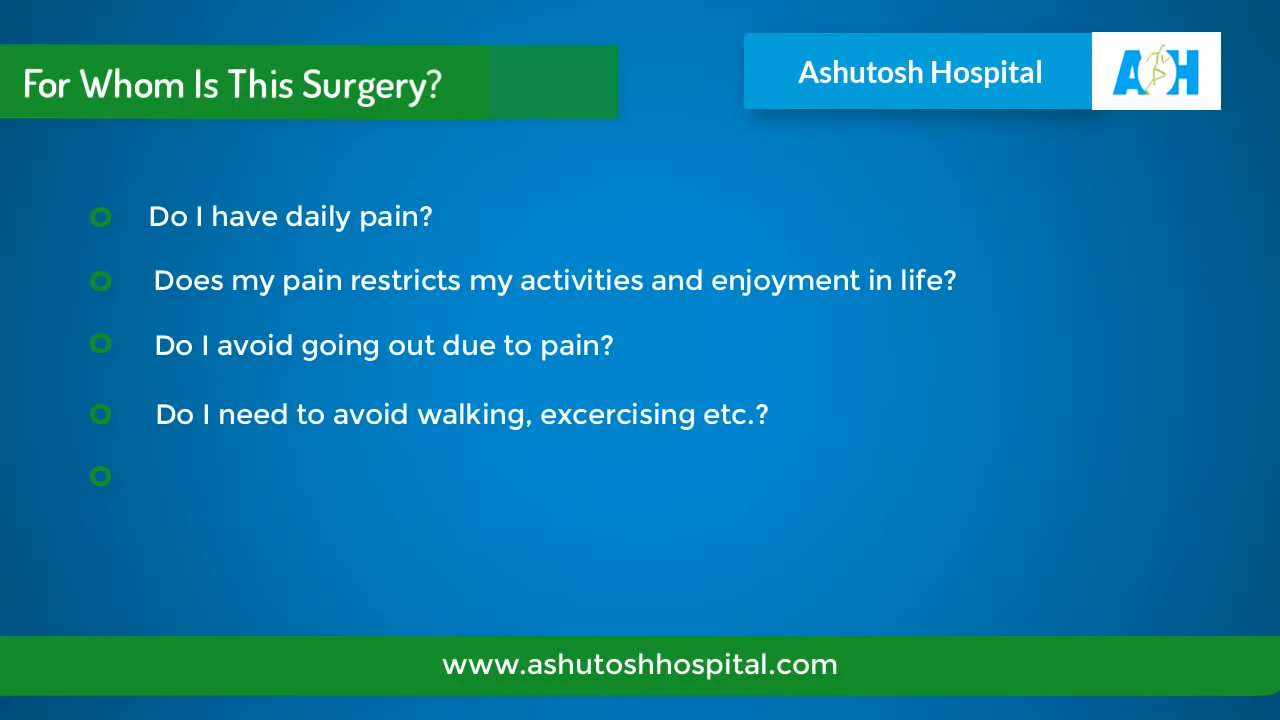 For Whom Is This Surgery?
Ashutosh Hospital
AH
Do I have daily pain?
Does my pain restricts my activities and enjoyment in life?
Do I avoid going out due to pain?
Do I need to avoid walking, excercising etc.?
www.ashutoshhospital.com